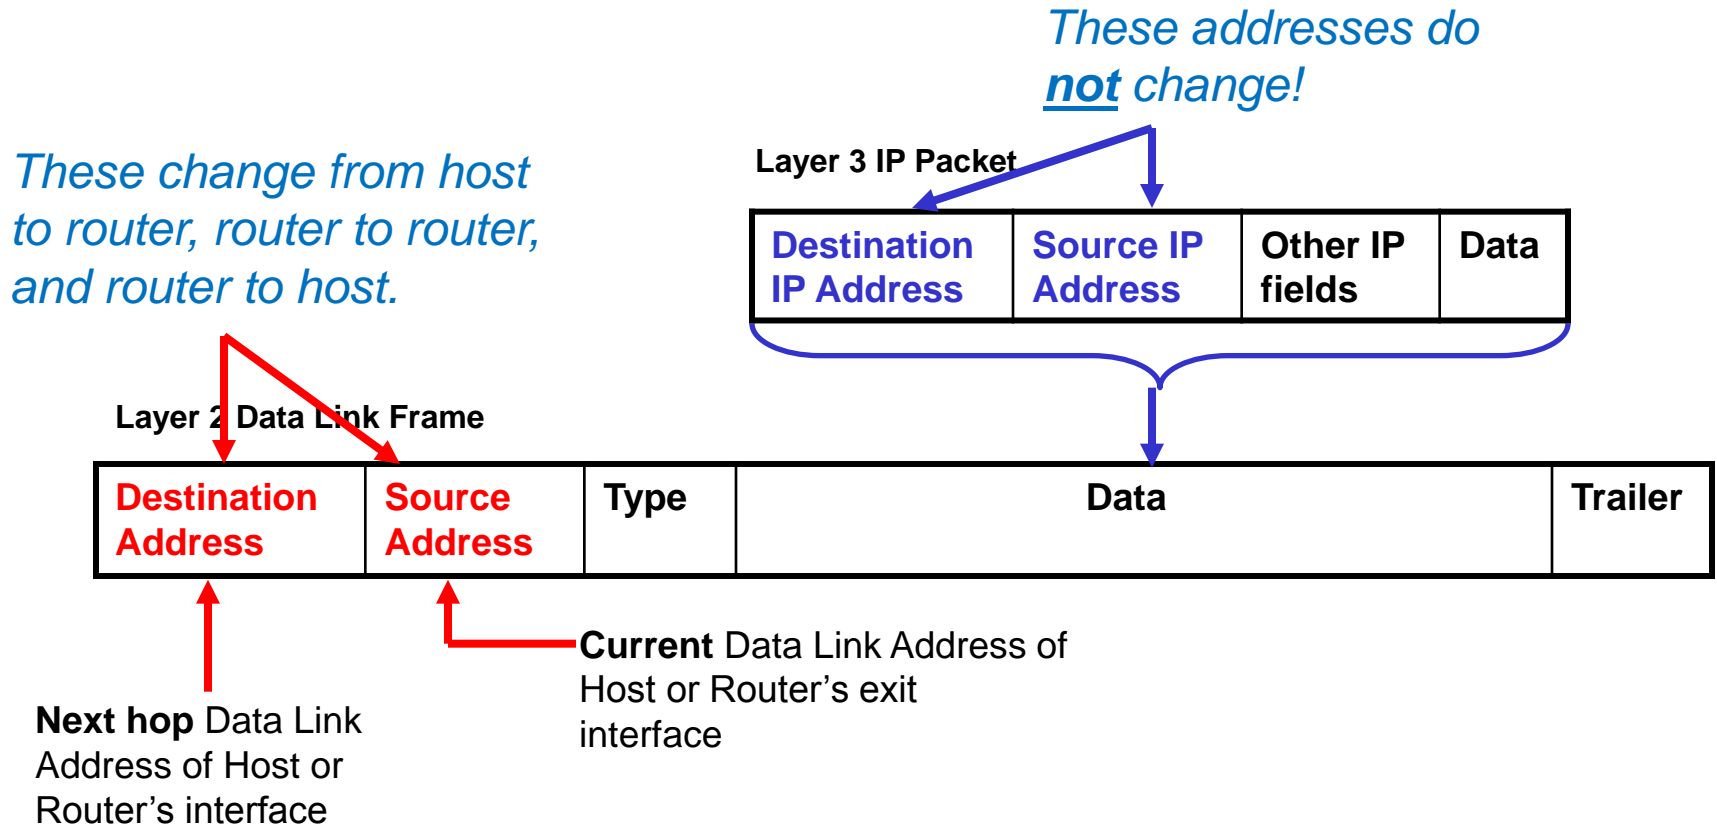 These addresses do
not change!
These change from host
to router, router to router,
and router to host.
Layer 3 IP Packet
Destination
IP Address
Source IP
Address
Other IP
fields
Data
Layer 2 Data Link Frame
Destination
Address
Source
Address
Type
Data
Trailer
Current Data Link Address of
Host or Router’s exit
interface
Next hop Data Link
Address of Host or
Router’s interface